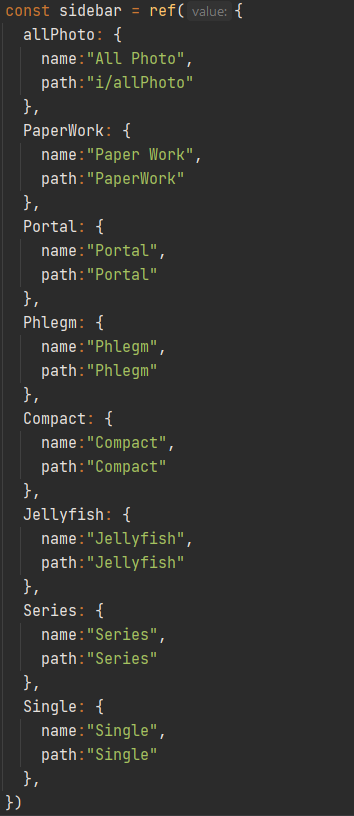 const sidebar = ref( value: {
  allPhoto: {
    name:"All Photo",
    path:"i/allPhoto"
  },
  PaperWork: {
    name:"Paper Work",
    path:"PaperWork"
  },
  Portal: {
    name:"Portal",
    path:"Portal"
  },
  Phlegm: {
    name:"Phlegm",
    path:"Phlegm"
  },
  Compact: {
    name:"Compact",
    path:"Compact"
  },
  Jellyfish: {
    name:"Jellyfish",
    path:"Jellyfish"
  },
  Series: {
    name:"Series",
    path:"Series"
  },
  Single: {
    name:"Single",
    path:"Single"
  },
})